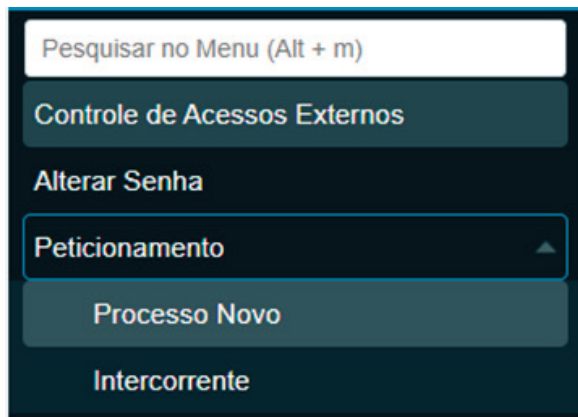 Pesquisar no Menu (Alt + m)
Controle de Acessos Externos
Alterar Senha
Peticionamento
Processo Novo
Intercorrente